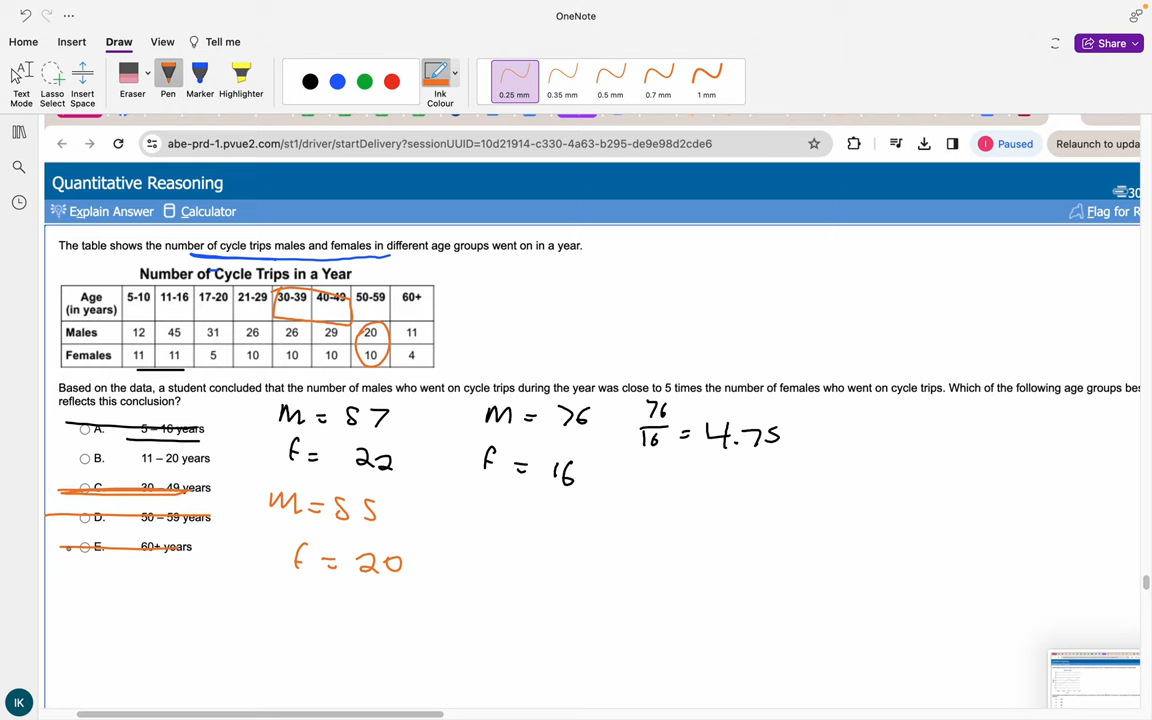 OneNote
Home Insert Draw View Tell me
Share
Text Mode
Lasso Select
Insert Space
Eraser
Pen
Marker
Highlighter
Ink Colour
0.25 mm
0.35 mm
0.5 mm
0.7 mm
1 mm
abe-prd-1.pvue2.com/st1/driver/startDelivery?sessionUUID=10d21914-c330-4a63-b295-de9e98d2cde6
I Paused
Relaunch to upda
Quantitative Reasoning
30
Explain Answer Calculator
Flag for R
The table shows the number of cycle trips males and females in different age groups went on in a year.
Number of Cycle Trips in a Year
Age (in years) 5-10 11-16 17-20 21-29 30-39 40-49 50-59 60+
Males 12 45 31 26 26 29 20 11
Females 11 11 5 10 10 10 10 4
Based on the data, a student concluded that the number of males who went on cycle trips during the year was close to 5 times the number of females who went on cycle trips. Which of the following age groups bes
reflects this conclusion?
A. 5 – 16 years
B. 11 – 20 years
C. 30 – 49 years
D. 50 – 59 years
E. 60+ years
m = 57
f = 22
m = 76
f = 16
76
16 = 4.75
m = 55
f = 20
IK